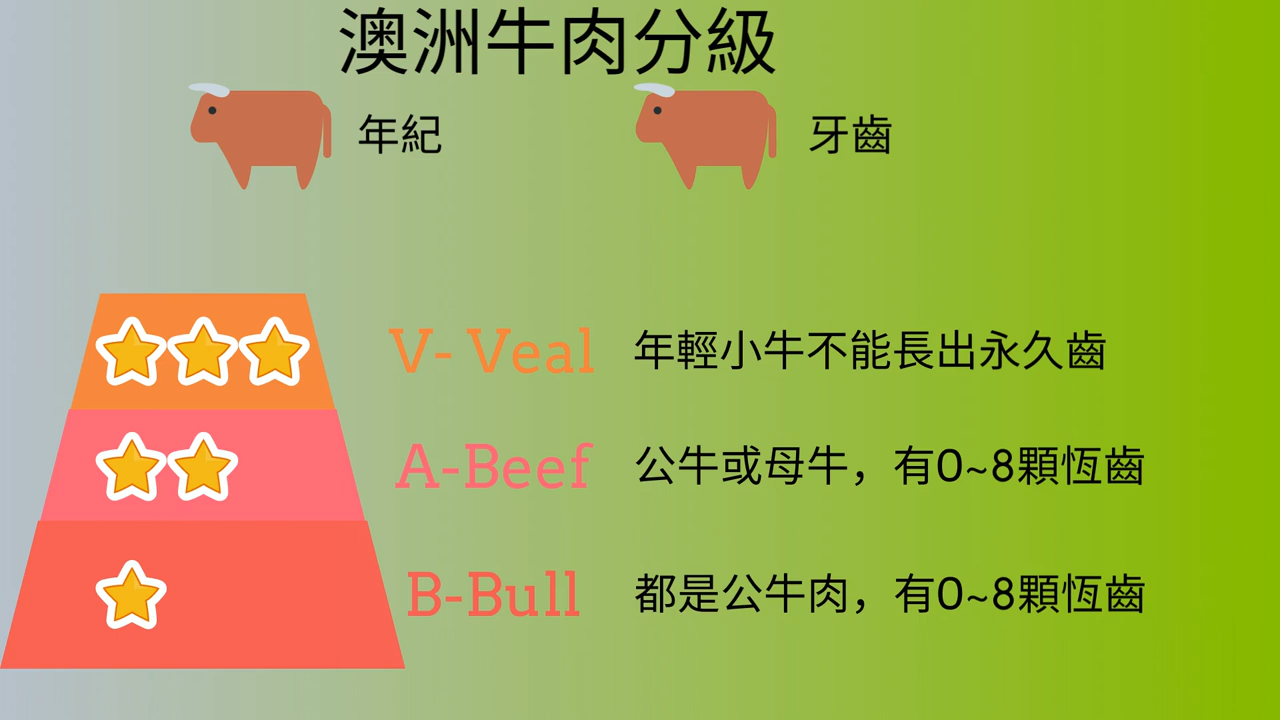 澳洲牛肉分級
年紀
牙齒
V- Veal
年輕小牛不能長出永久齒
A-Beef
公牛或母牛，有0~8顆恆齒
B-Bull
都是公牛肉，有0~8顆恆齒